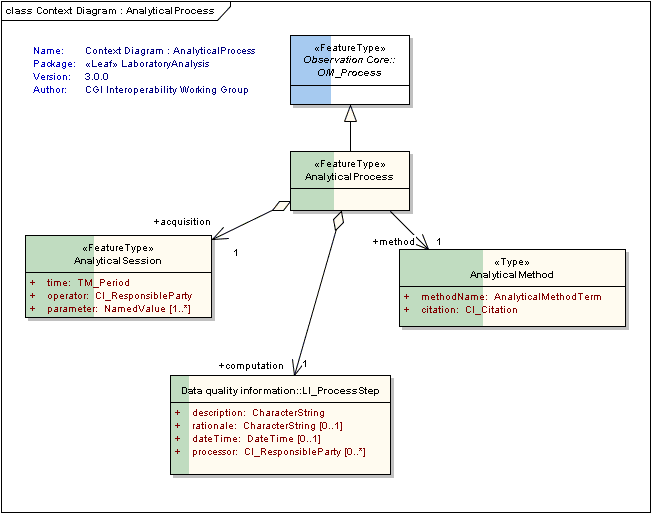 class Context Diagram : AnalyticalProcess
Name: Context Diagram : AnalyticalProcess
Package: «Leaf» LaboratoryAnalysis
Version: 3.0.0
Author: CGI Interoperability Working Group
«FeatureType»
Observation Core::
OM_Process
«FeatureType»
AnalyticalProcess
+acquisition
1
+method
1
«FeatureType»
AnalyticalSession
+ time: TM_Period
+ operator: CI_ResponsibleParty
+ parameter: NamedValue [1..*]
«Type»
AnalyticalMethod
+ methodName: AnalyticalMethodTerm
+ citation: CI_Citation
+computation
1
Data quality information::LI_ProcessStep
+ description: CharacterString
+ rationale: CharacterString [0..1]
+ dateTime: DateTime [0..1]
+ processor: CI_ResponsibleParty [0..*]